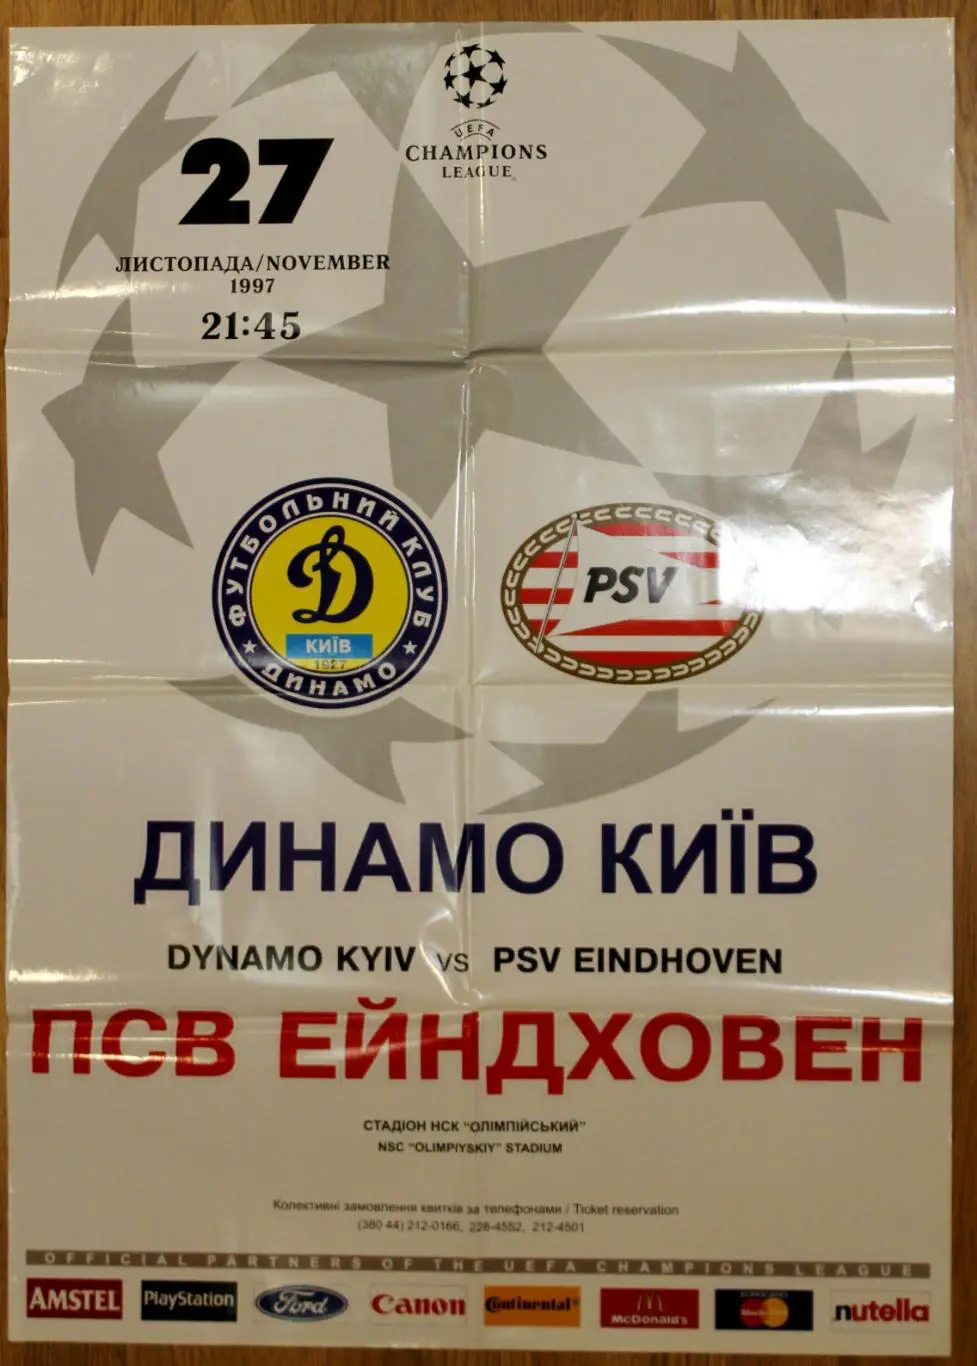 UEFA
CHAMPIONS
LEAGUE
27
ЛИСТОПАДА/NOVEMBER
1997
21:45
ФУТБОЛЬНИЙ КЛУБ
Д
КИЇВ
1927
ДИНАМО
PSV
ДИНАМО КИЇВ
DYNAMO KYIV vs PSV EINDHOVEN
ПСВ ЕЙНДХОВЕН
СТАДІОН НСК "ОЛІМПІЙСЬКИЙ"
NSC "OLIMPIYSKIY" STADIUM
Колективні замовлення квитків за телефонами / Ticket reservation
(380 44) 212-0166, 228-4552, 212-4501
OFFICIAL PARTNERS OF THE UEFA CHAMPIONS LEAGUE
AMSTEL PlayStation Ford Canon Continental McDonald's MasterCard nutella